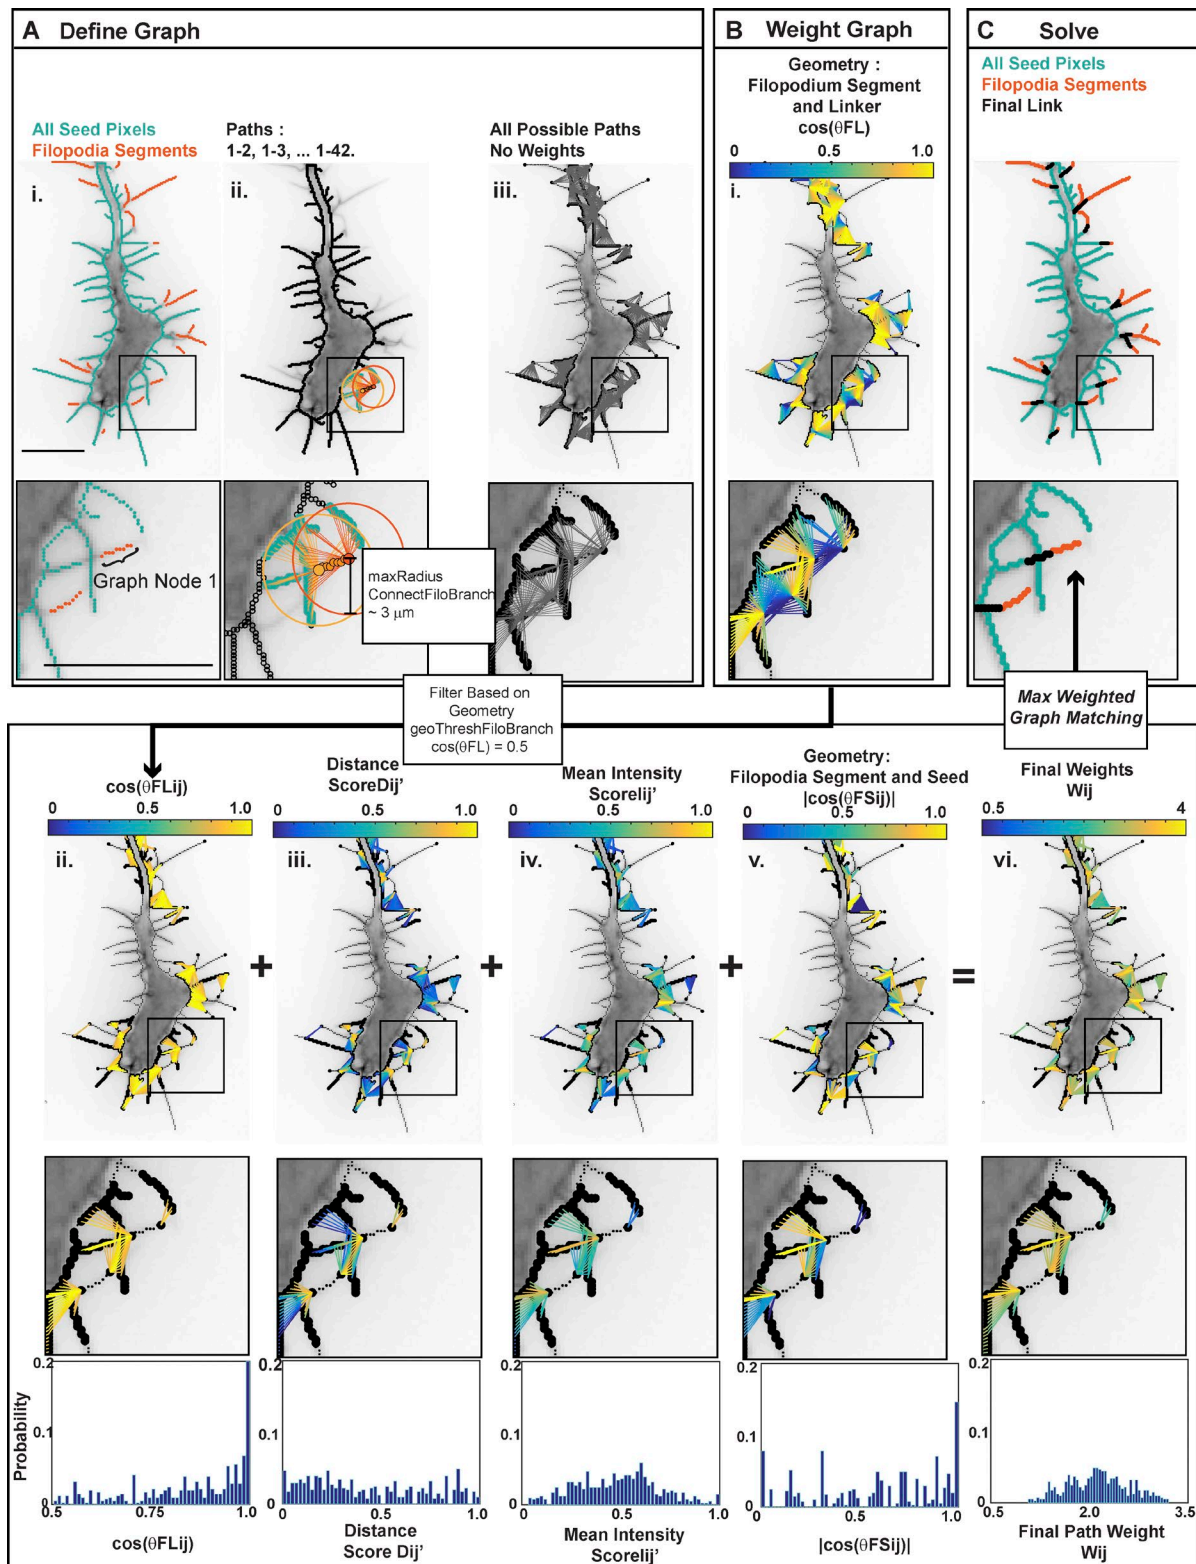 A Define Graph
B Weight Graph
C Solve
All Seed Pixels
Filopodia Segments
i.
Paths :
1-2, 1-3, ... 1-42.
ii.
All Possible Paths
No Weights
iii.
Geometry :
Filopodium Segment
and Linker
cos(θFL)
0 0.5 1.0
i.
All Seed Pixels
Filopodia Segments
Final Link
Graph Node 1
maxRadius
ConnectFiloBranch
~ 3 μm
Filter Based on
Geometry
geoThreshFiloBranch
cos(θFL) = 0.5
Max Weighted
Graph Matching
cos(θFLij)
0 0.5 1.0
ii.
Distance
ScoreDij'
0 0.5 1.0
iii.
Mean Intensity
ScoreIij'
0 0.5 1.0
iv.
Geometry:
Filopodia Segment and Seed
|cos(θFSij)|
0 0.5 1.0
v.
Final Weights
Wij
0.5 4
vi.
+ + + =
Probability
0.2
0.1
0
0.5 0.75 1.0
cos(θFLij)
0.2
0.1
0
0 0.5 1.0
Distance
Score Dij'
0.2
0.1
0
0 0.5 1.0
Mean Intensity
ScoreIij'
0.2
0.1
0
0 0.5 1.0
|cos(θFSij)|
0.2
0.1
0
0.5 2.0 3.5
Final Path Weight
Wij